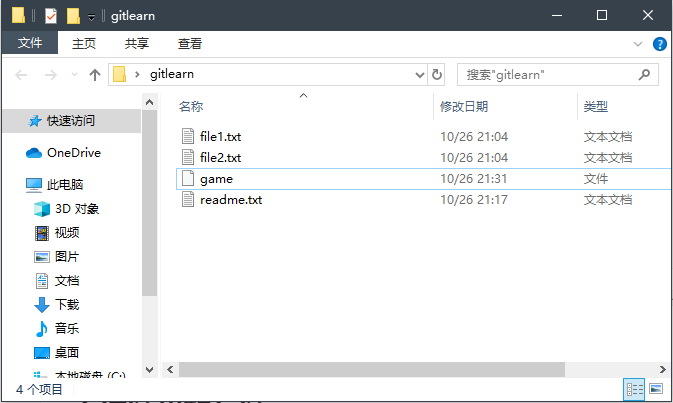 gitlearn
文件 主页 共享 查看
gitlearn 搜索"gitlearn"
名称 修改日期 类型
快速访问
OneDrive
此电脑
3D 对象
视频
图片
文档
下载
音乐
桌面
本地磁盘 (C:)
file1.txt 10/26 21:04 文本文档
file2.txt 10/26 21:04 文本文档
game 10/26 21:31 文件
readme.txt 10/26 21:17 文本文档
4 个项目